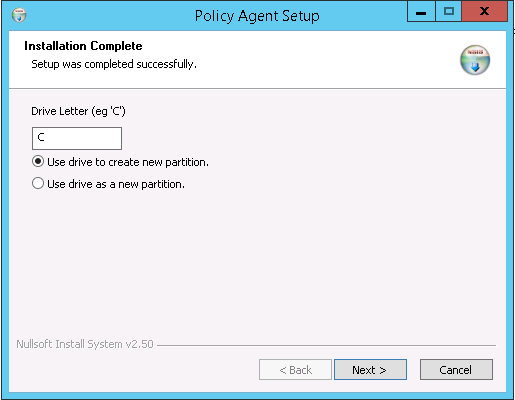 Policy Agent Setup
Installation Complete
Setup was completed successfully.
Drive Letter (eg 'C')
C
Use drive to create new partition.
Use drive as a new partition.
Nullsoft Install System v2.50
< Back
Next >
Cancel